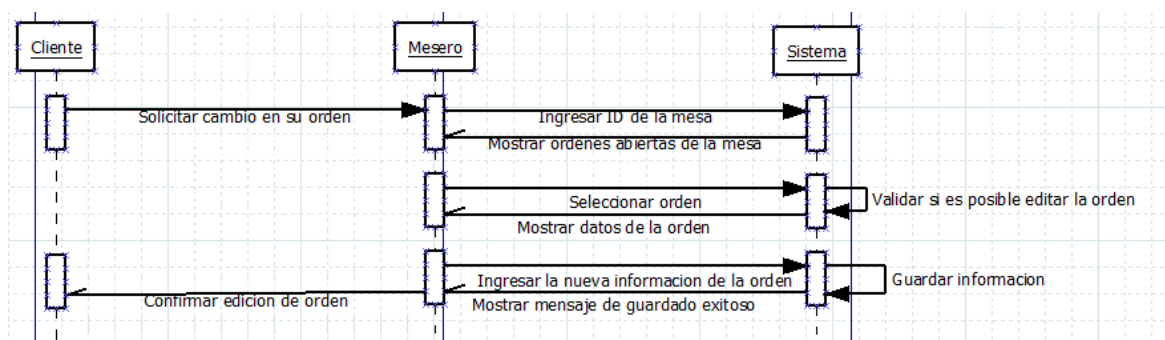 Cliente
Mesero
Sistema
Solicitar cambio en su orden
Ingresar ID de la mesa
Mostrar ordenes abiertas de la mesa
Seleccionar orden
Validar si es posible editar la orden
Mostrar datos de la orden
Ingresar la nueva informacion de la orden
Guardar informacion
Confirmar edicion de orden
Mostrar mensaje de guardado exitoso